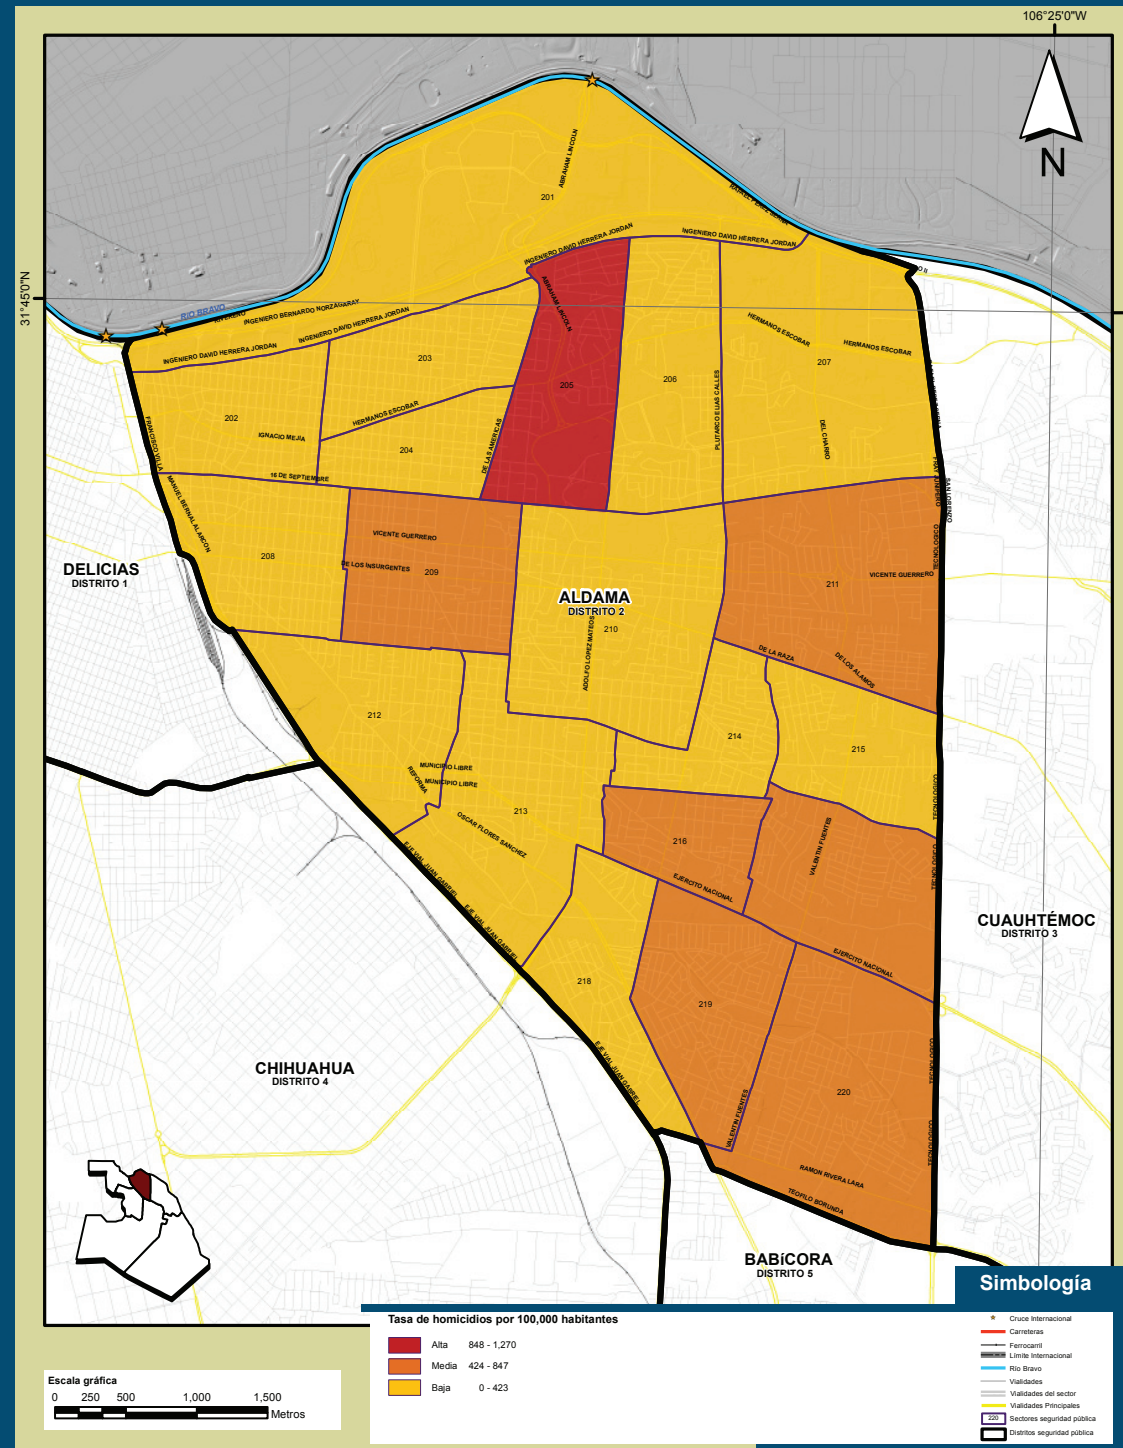 106°25'0"W
N
31°45'0"N
ABRAHAM LINCOLN
201
INGENIERO DAVID HERRERA JORDAN
INGENIERO DAVID HERRERA JORDAN
RIO BRAVO
RIVEREÑO
INGENIERO BERNARDO NORZAGARAY
INGENIERO DAVID HERRERA JORDAN
INGENIERO DAVID HERRERA JORDAN
ABRAHAM LINCOLN
HERMANOS ESCOBAR
HERMANOS ESCOBAR
203
205
206
207
PLUTARCO ELIAS CALLES
202
HERMANOS ESCOBAR
IGNACIO MEJIA
FRANCISCO VILLA
204
DE LAS AMERICAS
DEL CHARRO
16 DE SEPTIEMBRE
MANUEL BERNAL ALARCON
SAN LORENZO
TECNOLOGICO
VICENTE GUERRERO
208
DE LOS INSURGENTES
209
DELICIAS
DISTRITO 1
ALDAMA
DISTRITO 2
210
ADOLFO LOPEZ MATEOS
211
VICENTE GUERRERO
DE LA RAZA
DE LOS ALAMOS
212
214
215
MUNICIPIO LIBRE
MUNICIPIO LIBRE
REFORMA
213
OSCAR FLORES SANCHEZ
TECNOLOGICO
216
VALENTIN FUENTES
TECNOLOGICO
EJE VIAL JUAN GABRIEL
EJERCITO NACIONAL
EJE VIAL JUAN GABRIEL
CUAUHTÉMOC
DISTRITO 3
EJERCITO NACIONAL
218
219
CHIHUAHUA
DISTRITO 4
EJE VIAL JUAN GABRIEL
220
TECNOLOGICO
VALENTIN FUENTES
TECNOLOGICO
RAMON RIVERA LARA
TEOFILO BORUNDA
BABíCORA
DISTRITO 5
Simbología
Tasa de homicidios por 100,000 habitantes
Alta 848 - 1,270
Media 424 - 847
Baja 0 - 423
Cruce Internacional
Carreteras
Ferrocarril
Límite Internacional
Río Bravo
Vialidades
Vialidades del sector
Vialidades Principales
220 Sectores seguridad pública
Distritos seguridad pública
Escala gráfica
0 250 500 1,000 1,500
Metros